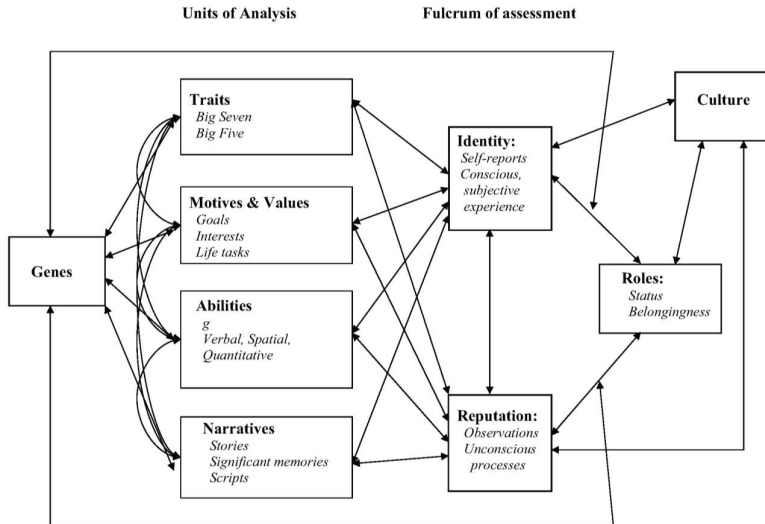 Units of Analysis
Fulcrum of assessment
Traits
Big Seven
Big Five
Motives & Values
Goals
Interests
Life tasks
Genes
Abilities
g
Verbal, Spatial,
Quantitative
Narratives
Stories
Significant memories
Scripts
Identity:
Self-reports
Conscious,
subjective
experience
Reputation:
Observations
Unconscious
processes
Culture
Roles:
Status
Belongingness